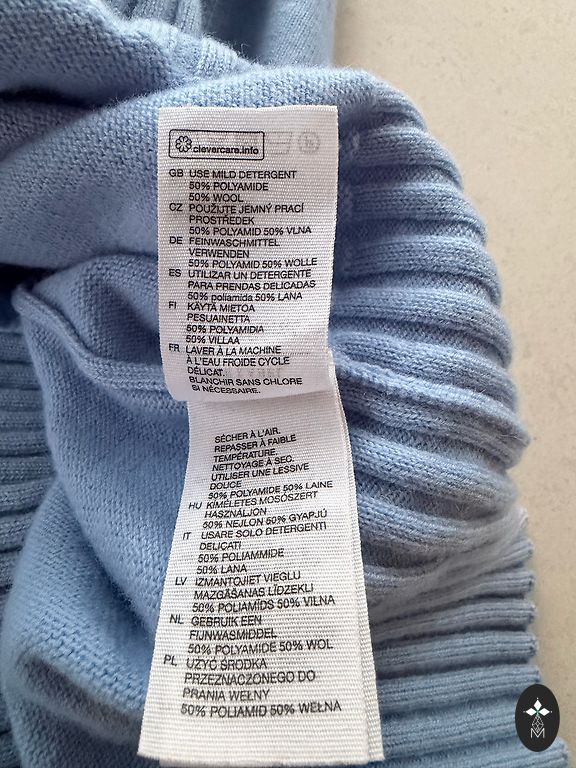 clevercare.info
GB USE MILD DETERGENT
50% POLYAMIDE
50% WOOL
CZ POUŽIJTE JEMNÝ PRACÍ
PROSTŘEDEK
50% POLYAMID 50% VLNA
DE FEINWASCHMITTEL
VERWENDEN
50% POLYAMID 50% WOLLE
ES UTILIZAR UN DETERGENTE
PARA PRENDAS DELICADAS
50% poliamida 50% LANA
FI KÄYTÄ MIETOA
PESUAINETTA
50% POLYAMIDIA
50% VILLAA
FR LAVER À LA MACHINE
À L'EAU FROIDE CYCLE
DÉLICAT.
BLANCHIR SANS CHLORE
SI NÉCESSAIRE.
SÉCHER À L'AIR.
REPASSER À FAIBLE
TEMPÉRATURE.
NETTOYAGE À SEC.
UTILISER UNE LESSIVE
DOUCE
50% POLYAMIDE 50% LAINE
HU KÍMÉLETES MOSÓSZERT
HASZNÁLJON
50% NEJLON 50% GYAPJÚ
IT USARE SOLO DETERGENTI
DELICATI
50% POLIAMMIDE
50% LANA
LV IZMANTOJIET VIEGLU
MAZGĀŠANAS LĪDZEKLI
50% POLIAMĪDS 50% VILNA
NL GEBRUIK EEN
FIJNWASMIDDEL
50% POLYAMIDE 50% WOL
PL UŻYĆ ŚRODKA
PRZEZNACZONEGO DO
PRANIA WEŁNY
50% POLIAMID 50% WEŁNA
M